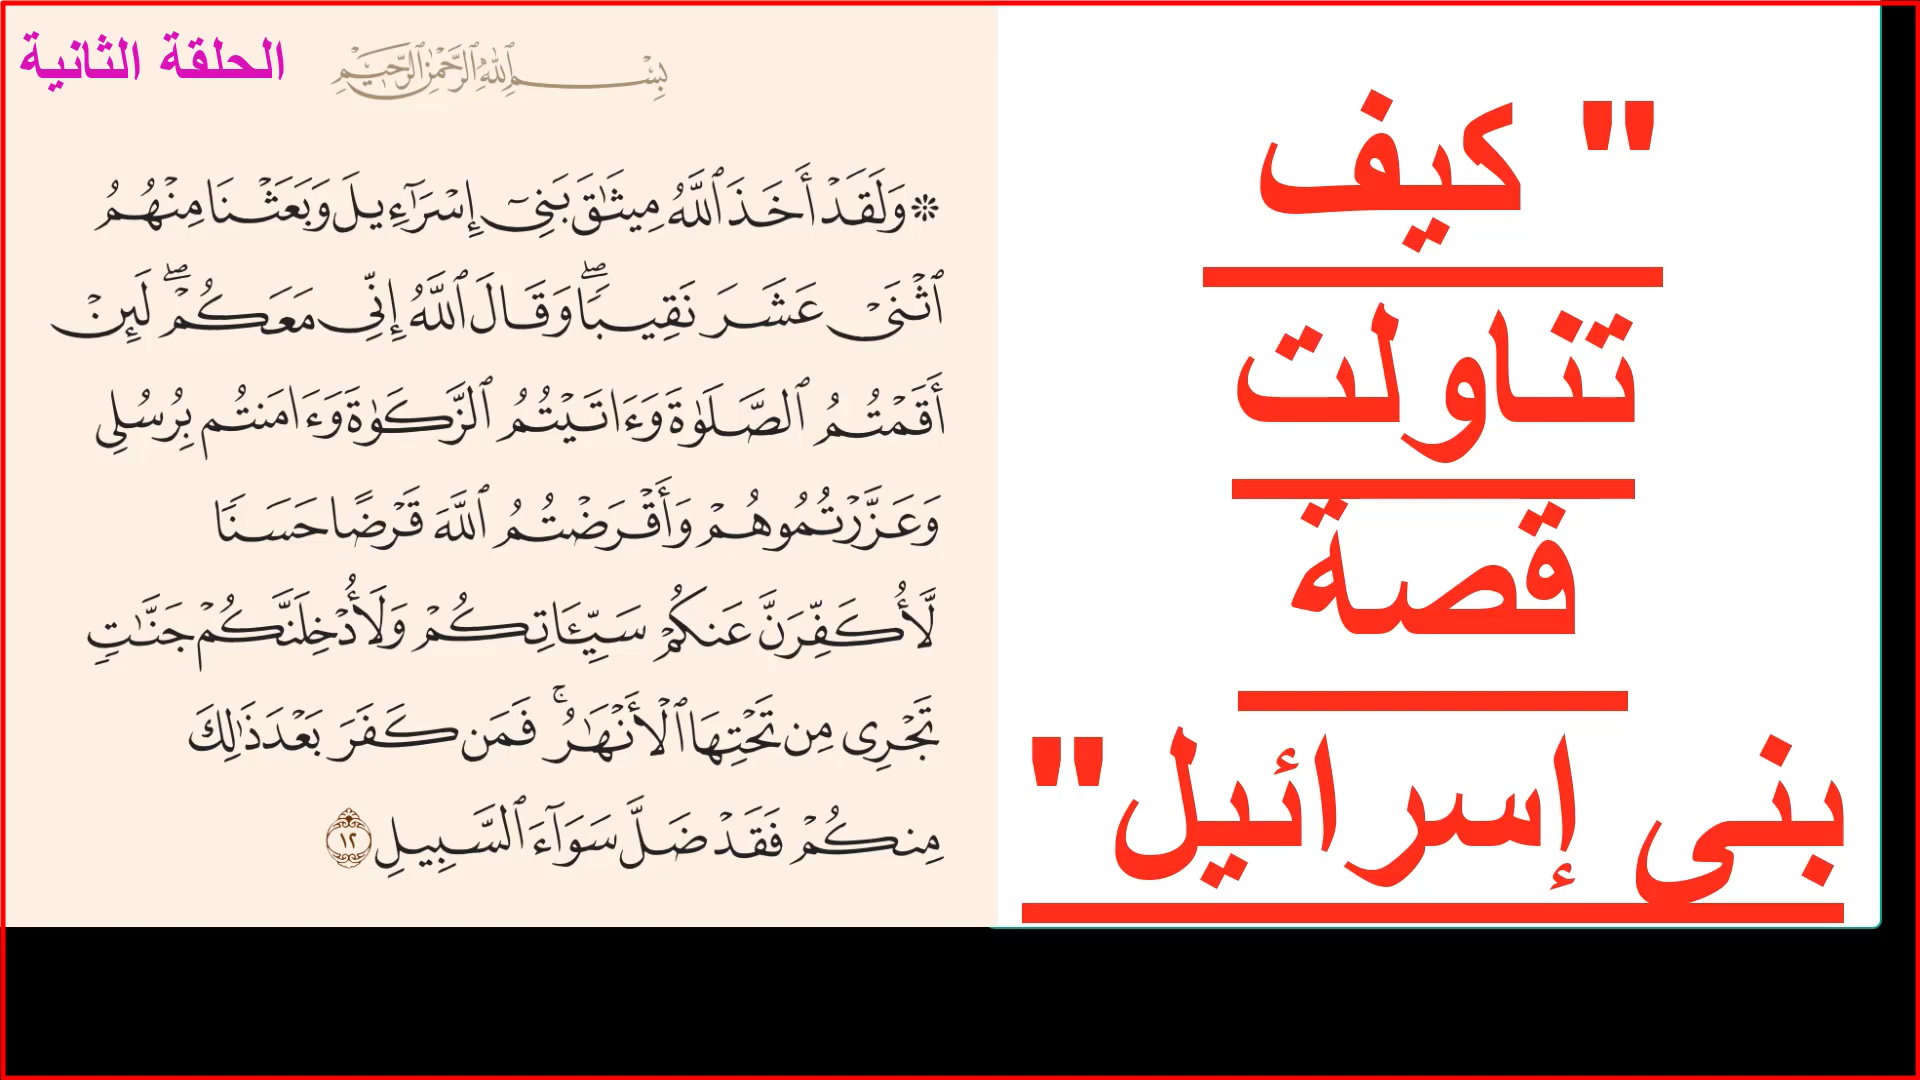 الحلقة الثانية
بِسْمِ ٱللَّهِ ٱلرَّحْمَٰنِ ٱلرَّحِيمِ
۞ وَلَقَدْ أَخَذَ ٱللَّهُ مِيثَٰقَ بَنِىٓ إِسْرَٰٓءِيلَ وَبَعَثْنَا مِنْهُمُ
ٱثْنَىْ عَشَرَ نَقِيبًا ۖ وَقَالَ ٱللَّهُ إِنِّى مَعَكُمْ ۖ لَئِنْ
أَقَمْتُمُ ٱلصَّلَوٰةَ وَءَاتَيْتُمُ ٱلزَّكَوٰةَ وَءَامَنتُم بِرُسُلِى
وَعَزَّرْتُمُوهُمْ وَأَقْرَضْتُمُ ٱللَّهَ قَرْضًا حَسَنًا
لَّأُكَفِّرَنَّ عَنكُمْ سَيِّـَٔاتِكُمْ وَلَأُدْخِلَنَّكُمْ جَنَّٰتٍ
تَجْرِى مِن تَحْتِهَا ٱلْأَنْهَٰرُ ۚ فَمَن كَفَرَ بَعْدَ ذَٰلِكَ
مِنكُمْ فَقَدْ ضَلَّ سَوَآءَ ٱلسَّبِيلِ ١٢
" كيف
تناولت
قصة
بنى إسرائيل"